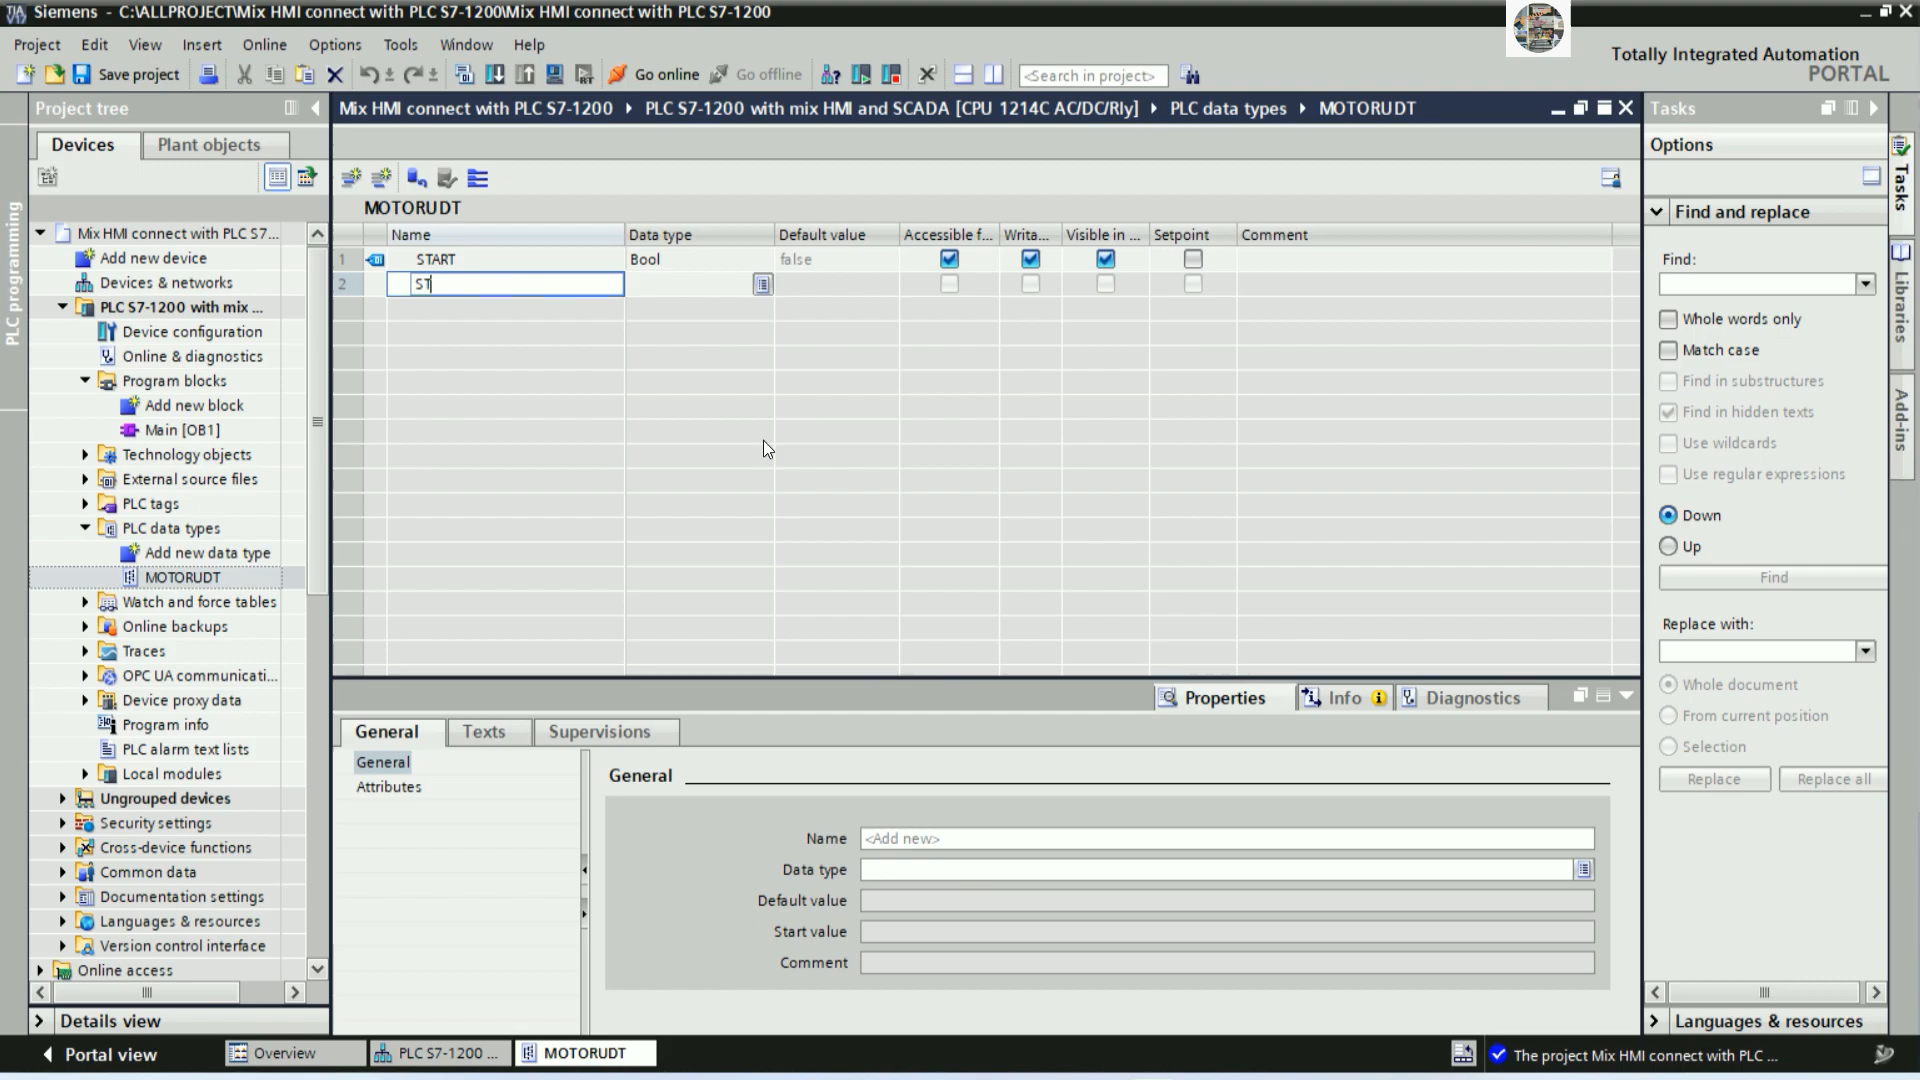 Siemens - C:\ALLPROJECT\Mix HMI connect with PLC S7-1200\Mix HMI connect with PLC S7-1200
Project Edit View Insert Online Options Tools Window Help
Totally Integrated Automation
PORTAL
Save project Go online Go offline <Search in project>
Project tree
Mix HMI connect with PLC S7-1200 PLC S7-1200 with mix HMI and SCADA [CPU 1214C AC/DC/Rly] PLC data types MOTORUDT
Tasks
Devices Plant objects
Options
PLC programming
MOTORUDT
Find and replace
Name Data type Default value Accessible f... Writa... Visible in ... Setpoint Comment
1 START Bool false
2 ST
Mix HMI connect with PLC S7...
Add new device
Devices & networks
PLC S7-1200 with mix ...
Device configuration
Online & diagnostics
Program blocks
Add new block
Main [OB1]
Technology objects
External source files
PLC tags
PLC data types
Add new data type
MOTORUDT
Watch and force tables
Online backups
Traces
OPC UA communicati...
Device proxy data
Program info
PLC alarm text lists
Local modules
Ungrouped devices
Security settings
Cross-device functions
Common data
Documentation settings
Languages & resources
Version control interface
Online access
Details view
Find:
Whole words only
Match case
Find in substructures
Find in hidden texts
Use wildcards
Use regular expressions
Down
Up
Find
Replace with:
Whole document
From current position
Selection
Replace Replace all
Languages & resources
Tasks
Libraries
Add-ins
Properties Info Diagnostics
General Texts Supervisions
General
Attributes
General
Name <Add new>
Data type
Default value
Start value
Comment
Portal view Overview PLC S7-1200 ... MOTORUDT The project Mix HMI connect with PLC ...